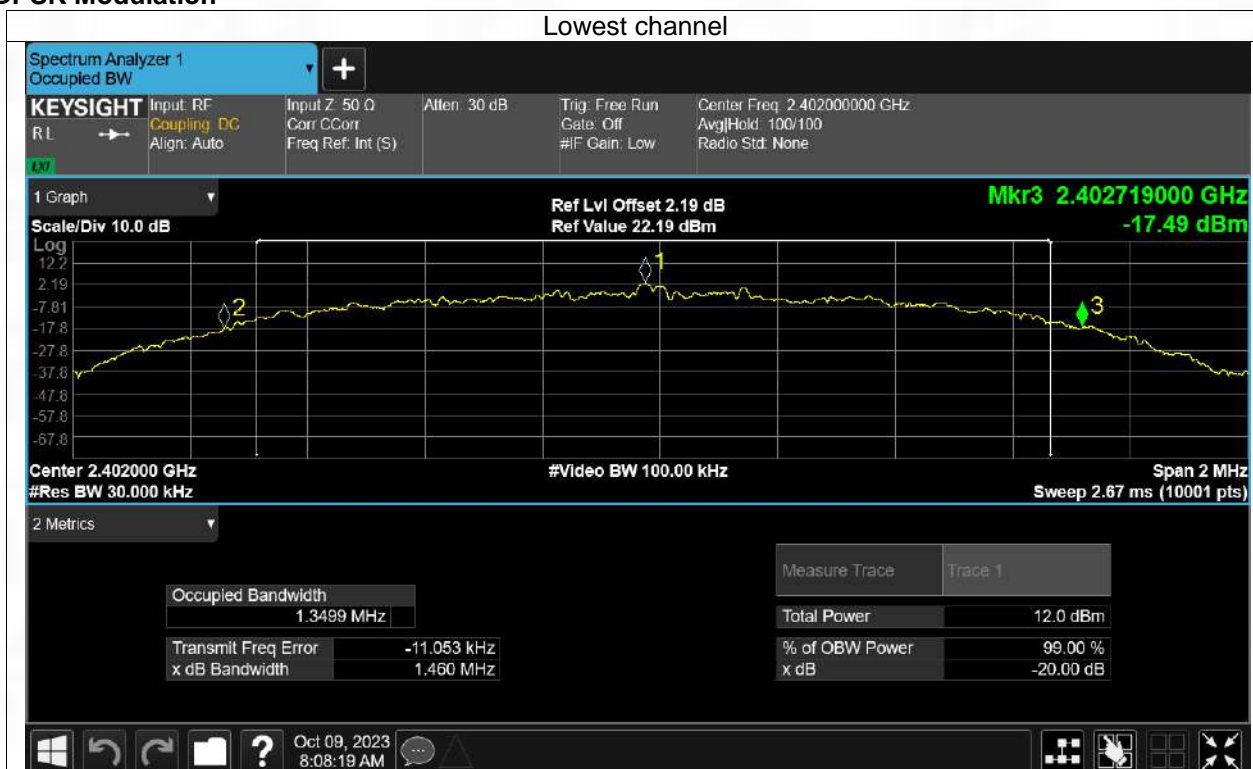 Lowest channel
Spectrum Analyzer 1
Occupied BW
+
KEYSIGHT
RL
LXI
Input: RF
Coupling: DC
Align: Auto
Input Z: 50 Ω
Corr CCorr
Freq Ref: Int (S)
Atten: 30 dB
Trig: Free Run
Gate: Off
#IF Gain: Low
Center Freq: 2.402000000 GHz
Avg|Hold: 100/100
Radio Std: None
1 Graph
Scale/Div 10.0 dB
Ref Lvl Offset 2.19 dB
Ref Value 22.19 dBm
Mkr3 2.402719000 GHz
-17.49 dBm
Log
12.2
2.19
-7.81
-17.8
-27.8
-37.8
-47.8
-57.8
-67.8
1
2
3
Center 2.402000 GHz
#Res BW 30.000 kHz
#Video BW 100.00 kHz
Span 2 MHz
Sweep 2.67 ms (10001 pts)
2 Metrics
Measure Trace Trace 1
Occupied Bandwidth
1.3499 MHz
Total Power 12.0 dBm
Transmit Freq Error -11.053 kHz
% of OBW Power 99.00 %
x dB Bandwidth 1.460 MHz
x dB -20.00 dB
?
Oct 09, 2023
8:08:19 AM